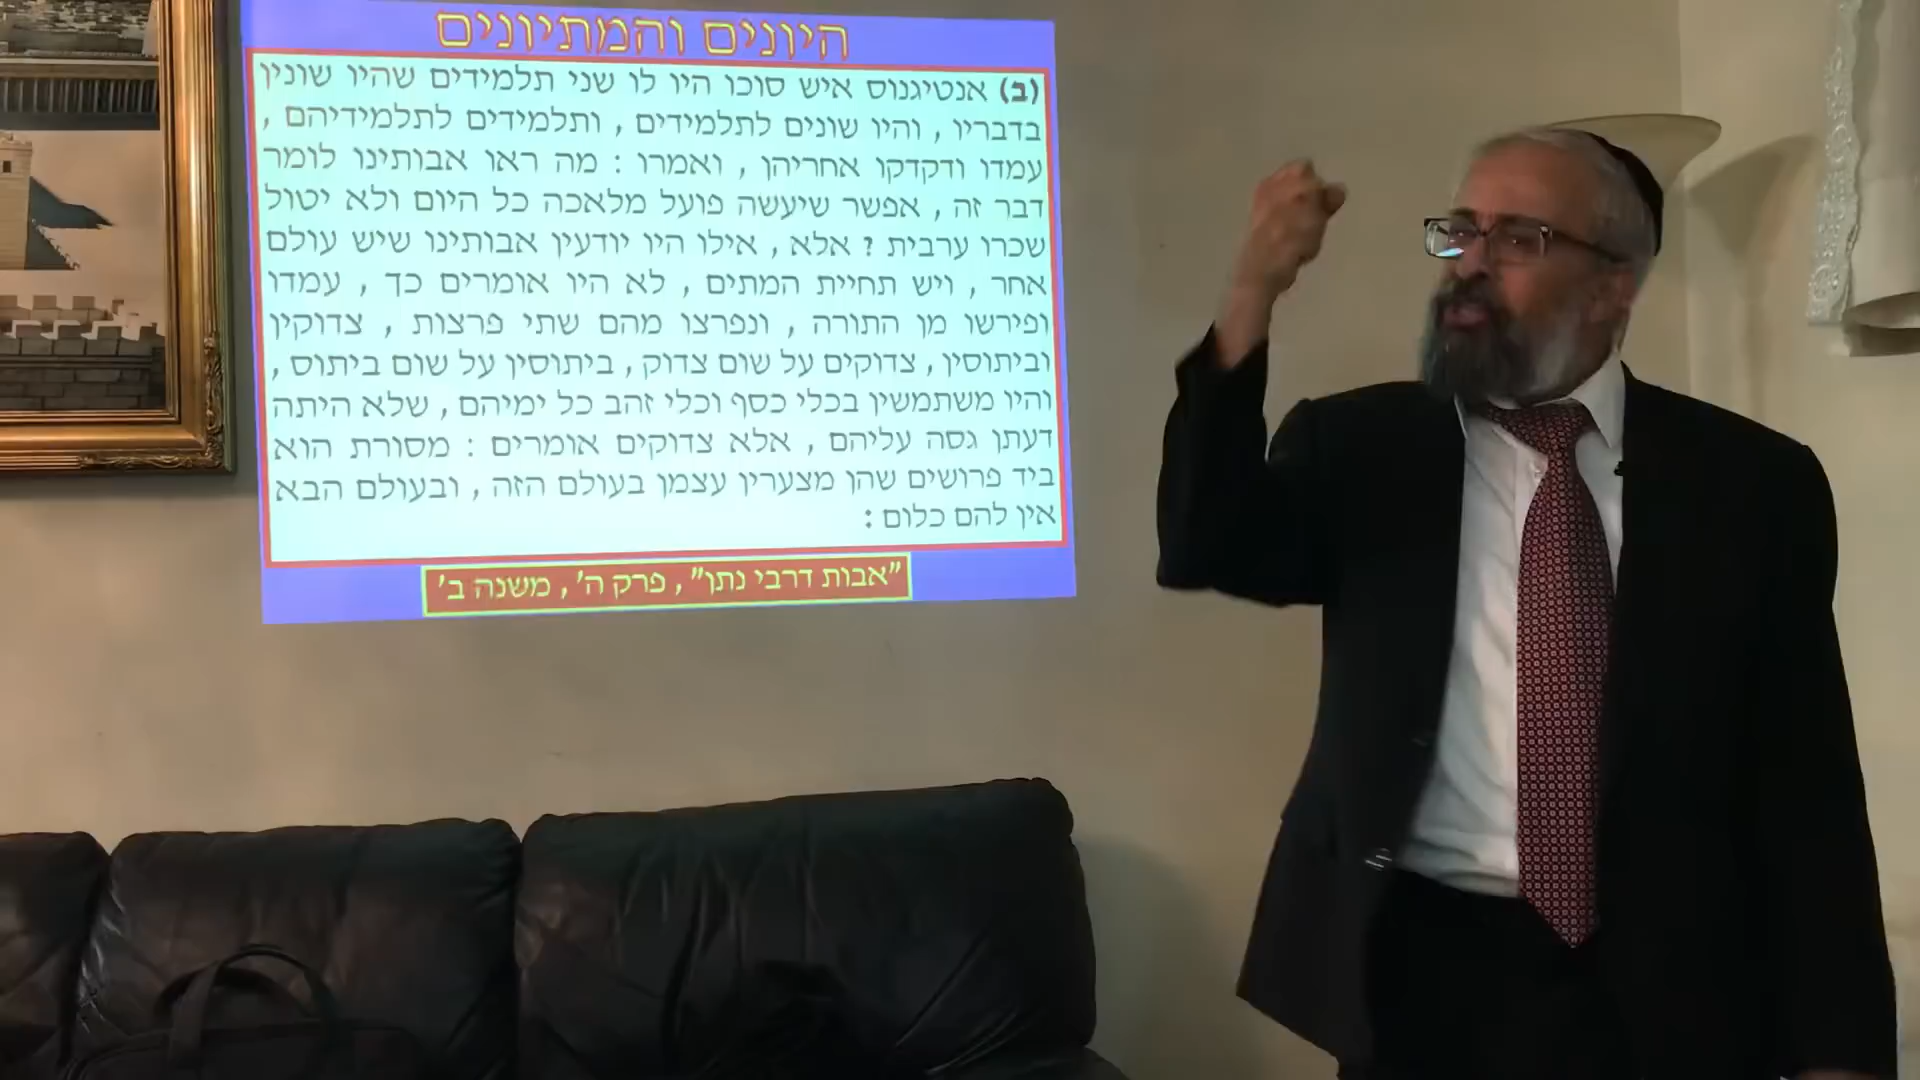 היונים והמתיונים
(ב) אנטיגנוס איש סוכו היו לו שני תלמידים שהיו שונין
בדבריו , והיו שונים לתלמידים , ותלמידים לתלמידיהם ,
עמדו ודקדקו אחריהן , ואמרו : מה ראו אבותינו לומר
דבר זה , אפשר שיעשה פועל מלאכה כל היום ולא יטול
שכרו ערבית ? אלא , אילו היו יודעין אבותינו שיש עולם
אחר , ויש תחיית המתים , לא היו אומרים כך , עמדו
ופירשו מן התורה , ונפרצו מהם שתי פרצות , צדוקין
וביתוסין , צדוקים על שום צדוק , ביתוסין על שום ביתוס ,
והיו משתמשין בכלי כסף וכלי זהב כל ימיהם , שלא היתה
דעתן גסה עליהם , אלא צדוקים אומרים : מסורת הוא
ביד פרושים שהן מצערין עצמן בעולם הזה , ובעולם הבא
אין להם כלום :
"אבות דרבי נתן" , פרק ה' , משנה ב'